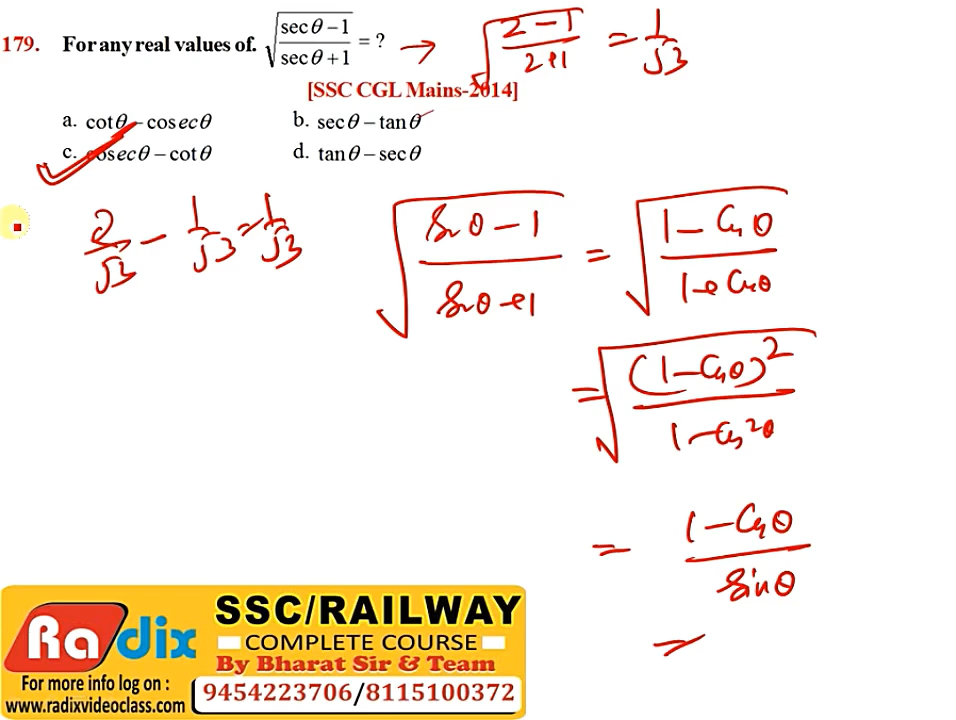 179. For any real values of. √((secθ − 1)/(secθ + 1)) = ? → √((2 − 1)/(2+1)) = 1/√3
[SSC CGL Mains-2014]
a. cotθ − cosecθ b. secθ − tanθ
c. cosecθ − cotθ d. tanθ − secθ
2/√3 − 1/√3 = 1/√3
√((secθ − 1)/(secθ + 1)) = √((1 − cosθ)/(1 + cosθ))
= √((1 − cosθ)²/(1 − cos²θ))
= (1 − cosθ)/sinθ
=
Radix
SSC/RAILWAY
COMPLETE COURSE
By Bharat Sir & Team
For more info log on :
www.radixvideoclass.com
9454223706/8115100372